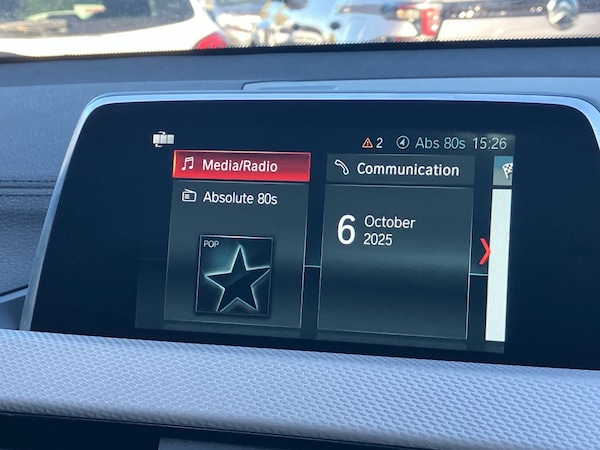 2 Abs 80s 15:26
Media/Radio
Communication
Absolute 80s
6 October
2025
POP